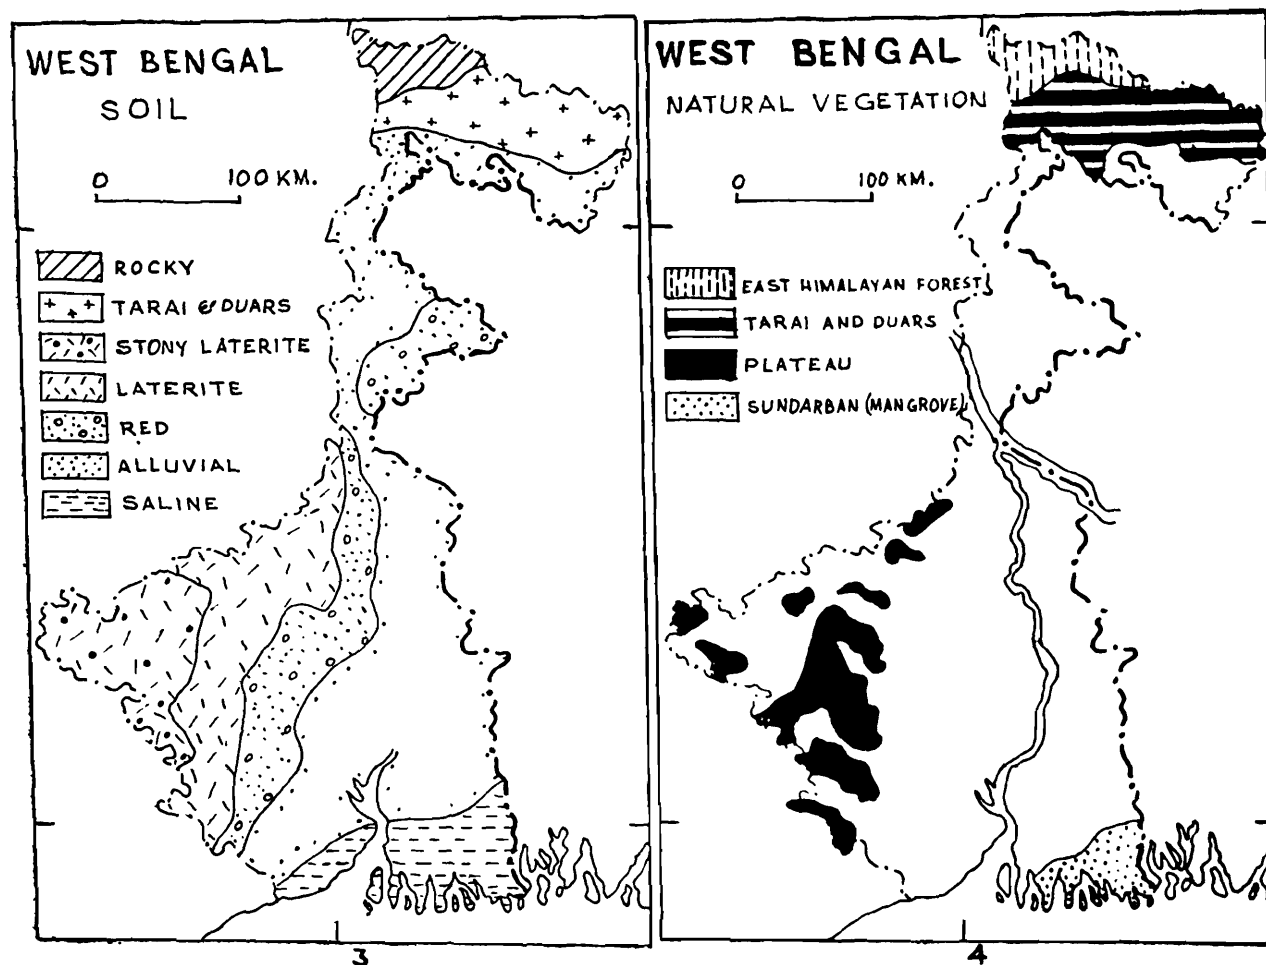 WEST BENGAL
SOIL
0 100 KM.
ROCKY
TARAI & DUARS
STONY LATERITE
LATERITE
RED
ALLUVIAL
SALINE
3
WEST BENGAL
NATURAL VEGETATION
0 100 KM.
EAST HIMALAYAN FOREST
TARAI AND DUARS
PLATEAU
SUNDARBAN (MANGROVE)
4